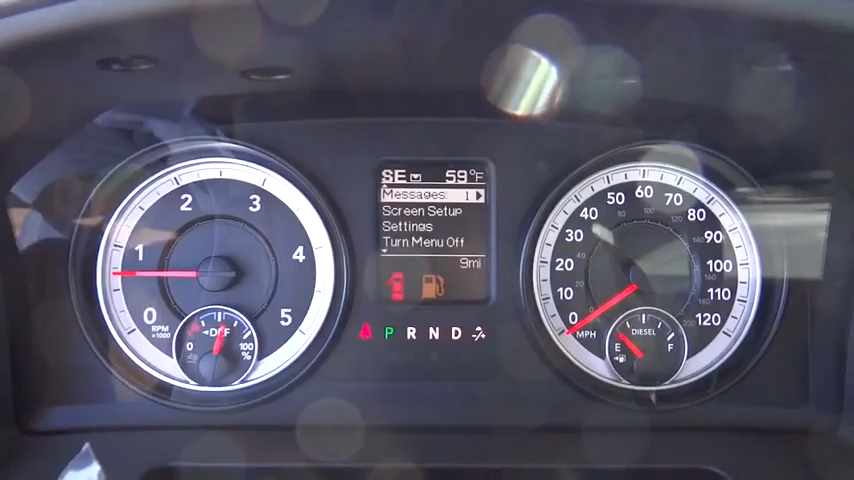 0 1 2 3 4 5
RPM
x1000
DEF
0 100
%
SE 59°F
Messages: 1
Screen Setup
Settings
Turn Menu Off
9mi
P R N D
0 10 20 30 40 50 60 70 80 90 100 110 120
MPH
DIESEL
E F